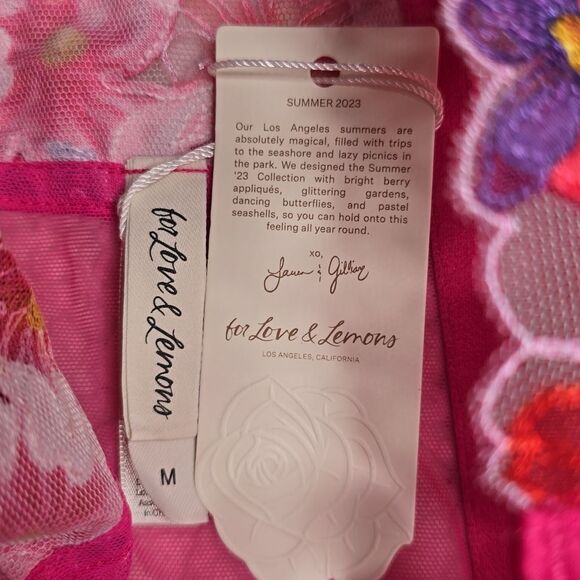 SUMMER 2023
Our Los Angeles summers are
absolutely magical, filled with trips
to the seashore and lazy picnics in
the park. We designed the Summer
'23 Collection with bright berry
appliqués, glittering gardens,
dancing butterflies, and pastel
seashells, so you can hold onto this
feeling all year round.
xo,
Lauren & Gillian
for Love & Lemons
LOS ANGELES, CALIFORNIA
for Love & Lemons
M